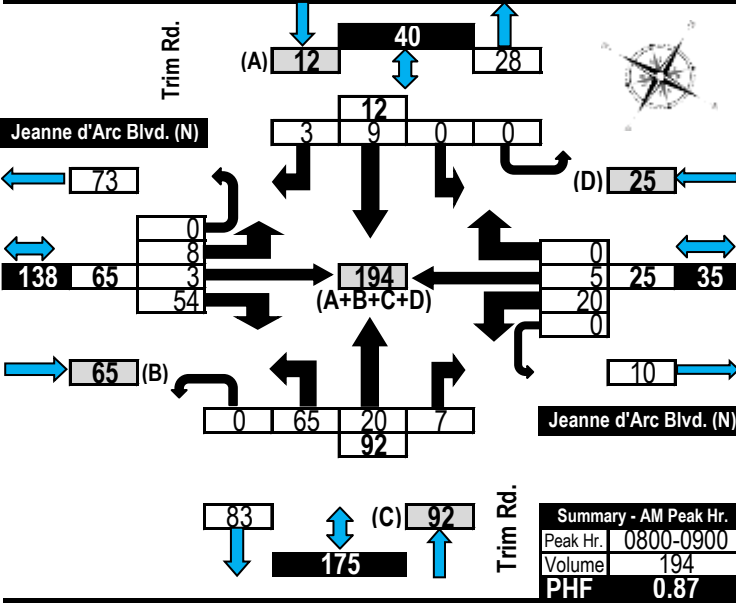 Trim Rd.
40
(A) 12 28
12
Jeanne d'Arc Blvd. (N) 3 9 0 0
73 (D) 25
0
8 0
138 65 3 194 5 25 35
54 (A+B+C+D) 20
0
65 (B) 10
0 65 20 7 Jeanne d'Arc Blvd. (N)
92
83 (C) 92 Trim Rd.
175
Summary - AM Peak Hr.
Peak Hr. 0800-0900
Volume 194
PHF 0.87